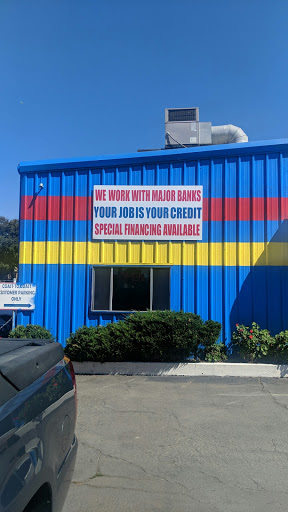 WE WORK WITH MAJOR BANKS
YOUR JOB IS YOUR CREDIT
SPECIAL FINANCING AVAILABLE
CUSTOMER PARKING
ONLY